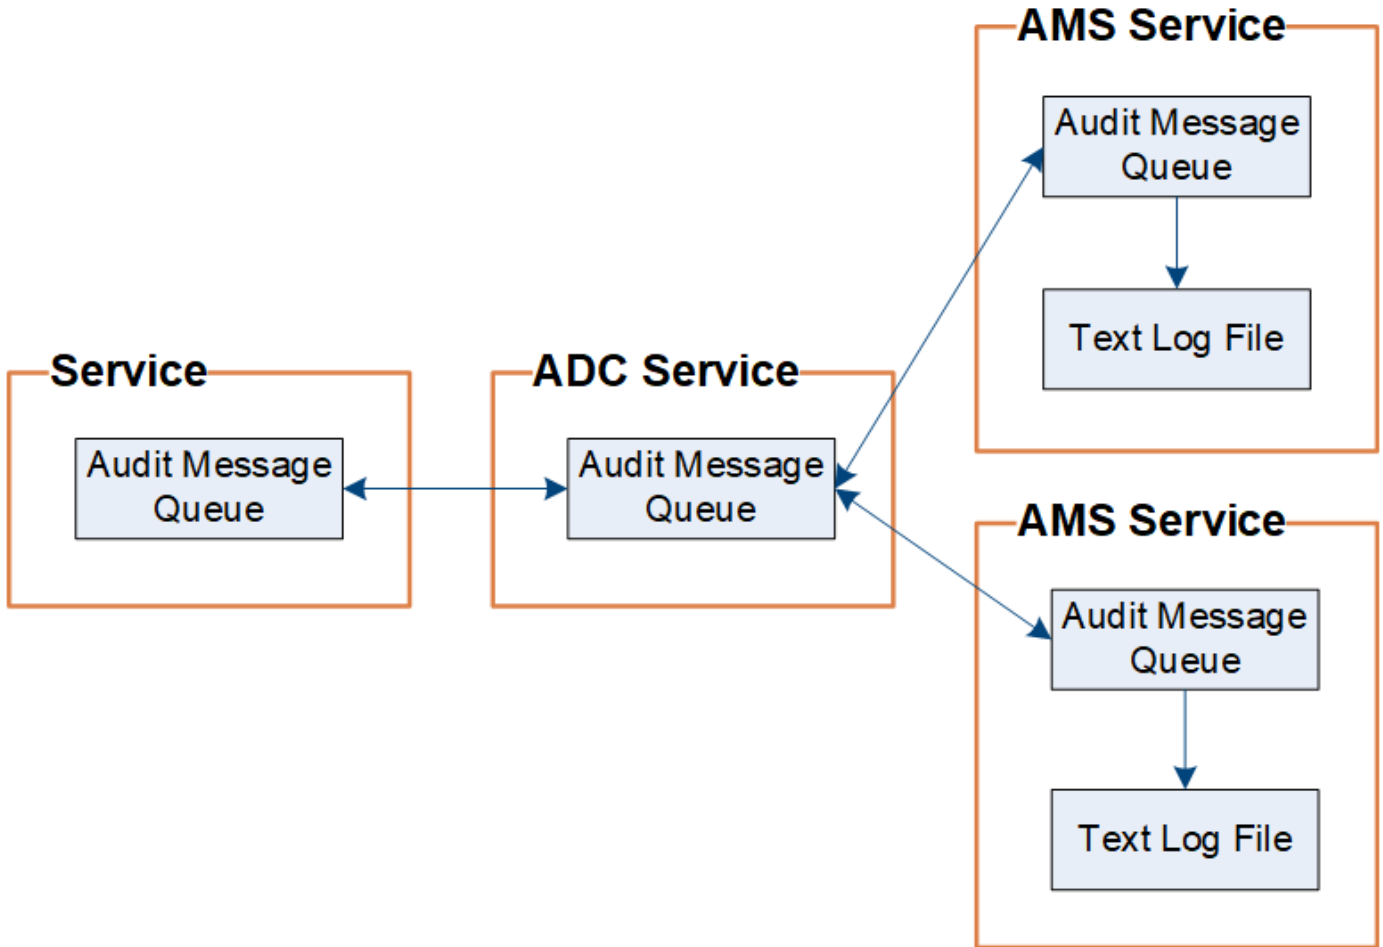 AMS Service
Audit Message
Queue
Text Log File
Service
Audit Message
Queue
ADC Service
Audit Message
Queue
AMS Service
Audit Message
Queue
Text Log File